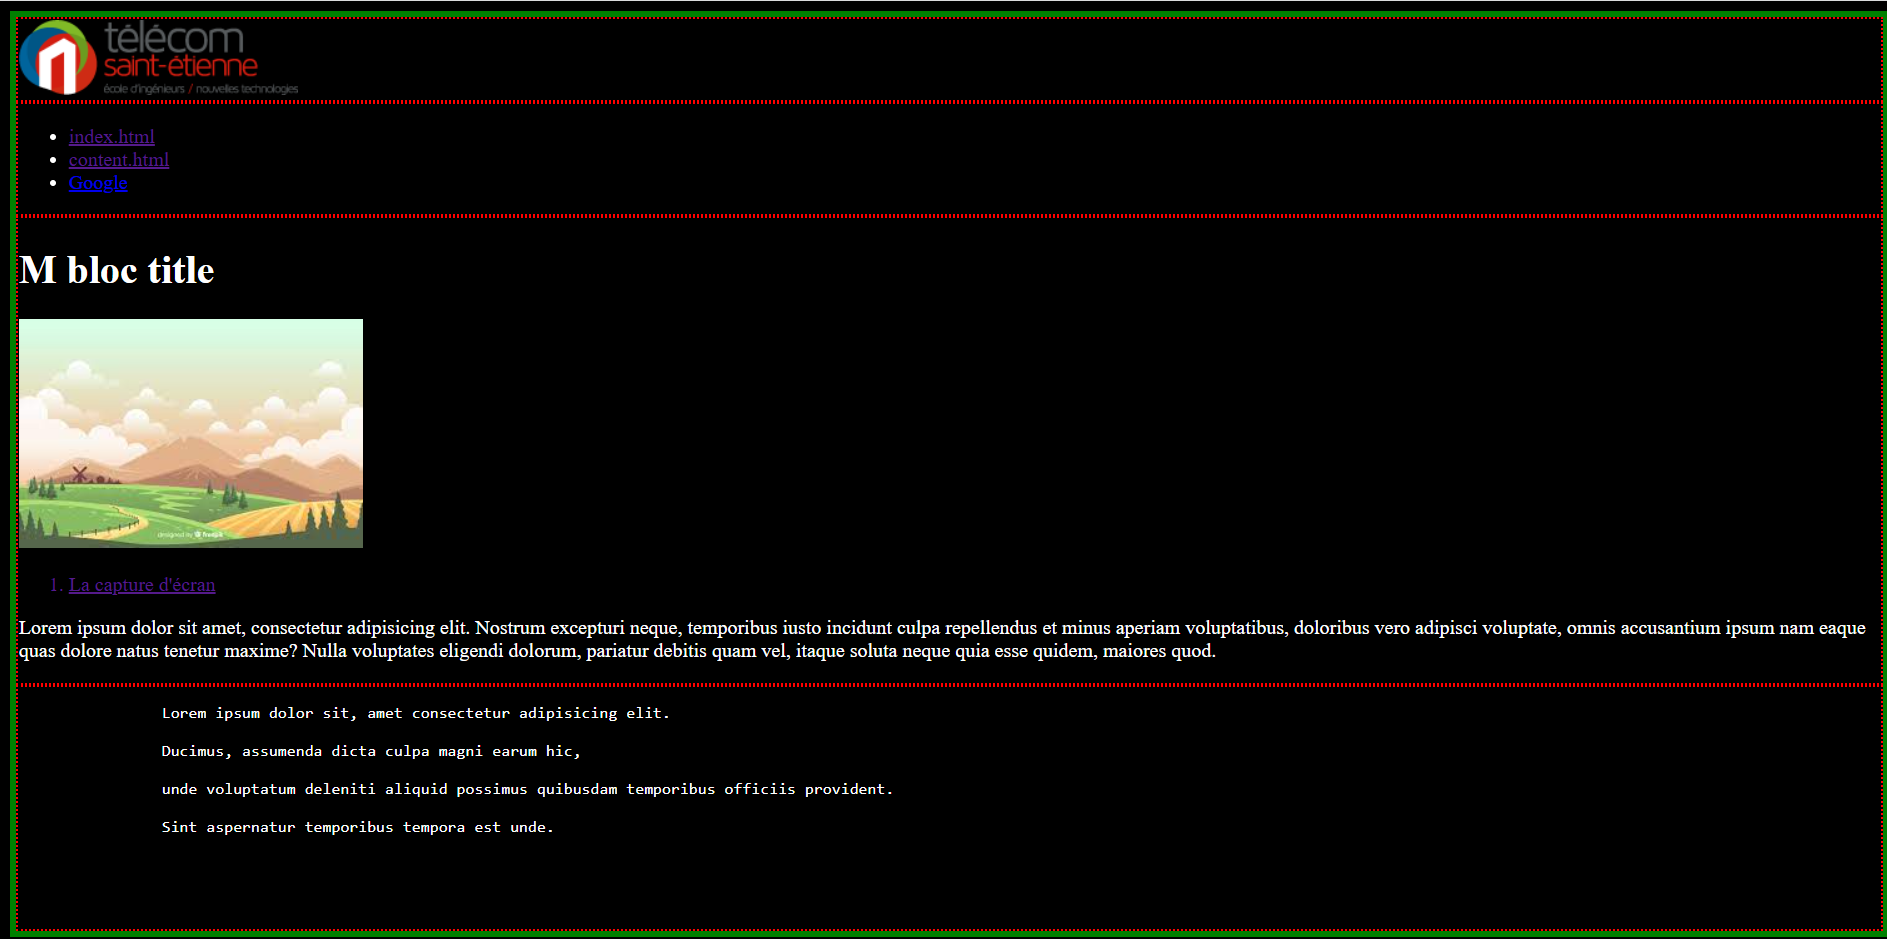 télécom
saint-étienne
école d'ingénieurs / nouvelles technologies
• index.html
• content.html
• Google
M bloc title
designed by freepik
1. La capture d'écran
Lorem ipsum dolor sit amet, consectetur adipisicing elit. Nostrum excepturi neque, temporibus iusto incidunt culpa repellendus et minus aperiam voluptatibus, doloribus vero adipisci voluptate, omnis accusantium ipsum nam eaque
quas dolore natus tenetur maxime? Nulla voluptates eligendi dolorum, pariatur debitis quam vel, itaque soluta neque quia esse quidem, maiores quod.
Lorem ipsum dolor sit, amet consectetur adipisicing elit.
Ducimus, assumenda dicta culpa magni earum hic,
unde voluptatum deleniti aliquid possimus quibusdam temporibus officiis provident.
Sint aspernatur temporibus tempora est unde.